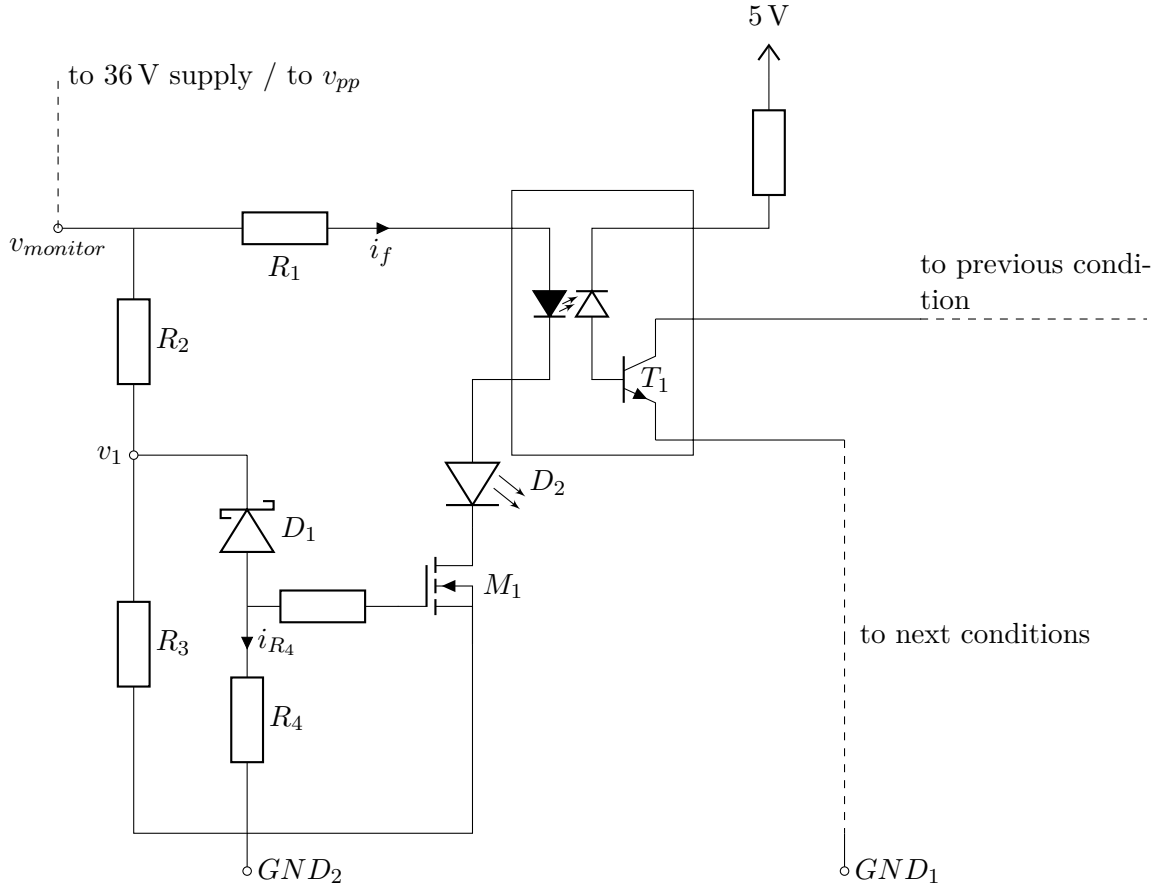 5 V
to 36 V supply / to v_pp
v_monitor
R_1
i_f
to previous condi-
tion
R_2
T_1
v_1
D_2
D_1
M_1
i_R_4
R_3
to next conditions
R_4
GND_2
GND_1